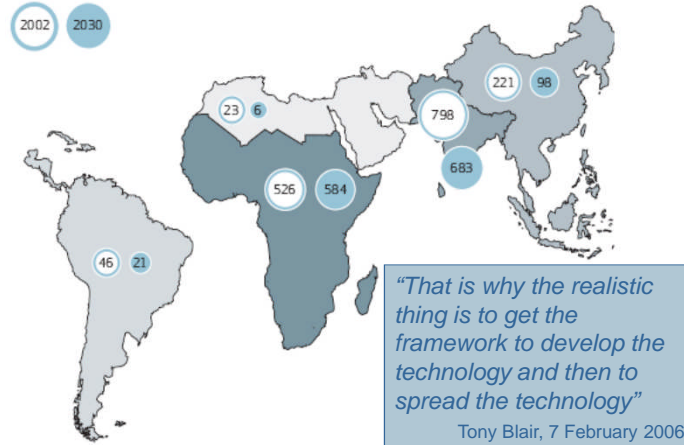 2002 2030
221 98
23 6
798
683
526 584
46 21
“That is why the realistic
thing is to get the
framework to develop the
technology and then to
spread the technology”
Tony Blair, 7 February 2006